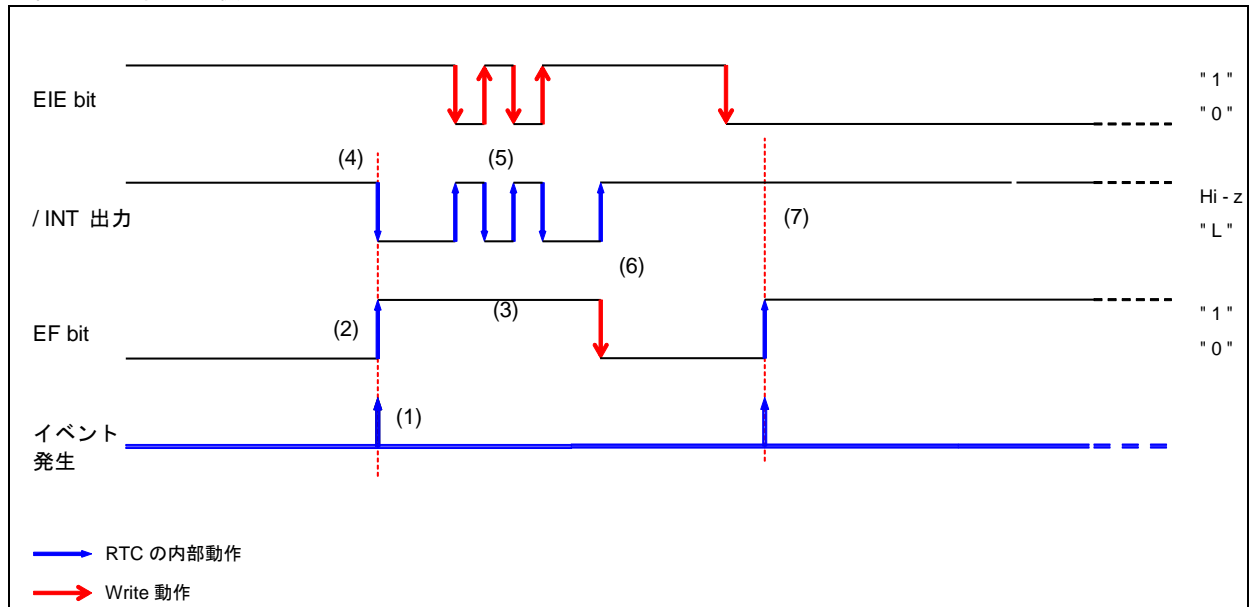 EIE bit
" 1 "
" 0 "
(4)
(5)
/ INT 出力
(7)
Hi - z
" L "
(6)
(3)
EF bit
(2)
" 1 "
" 0 "
(1)
イベント
発生
RTC の内部動作
Write 動作